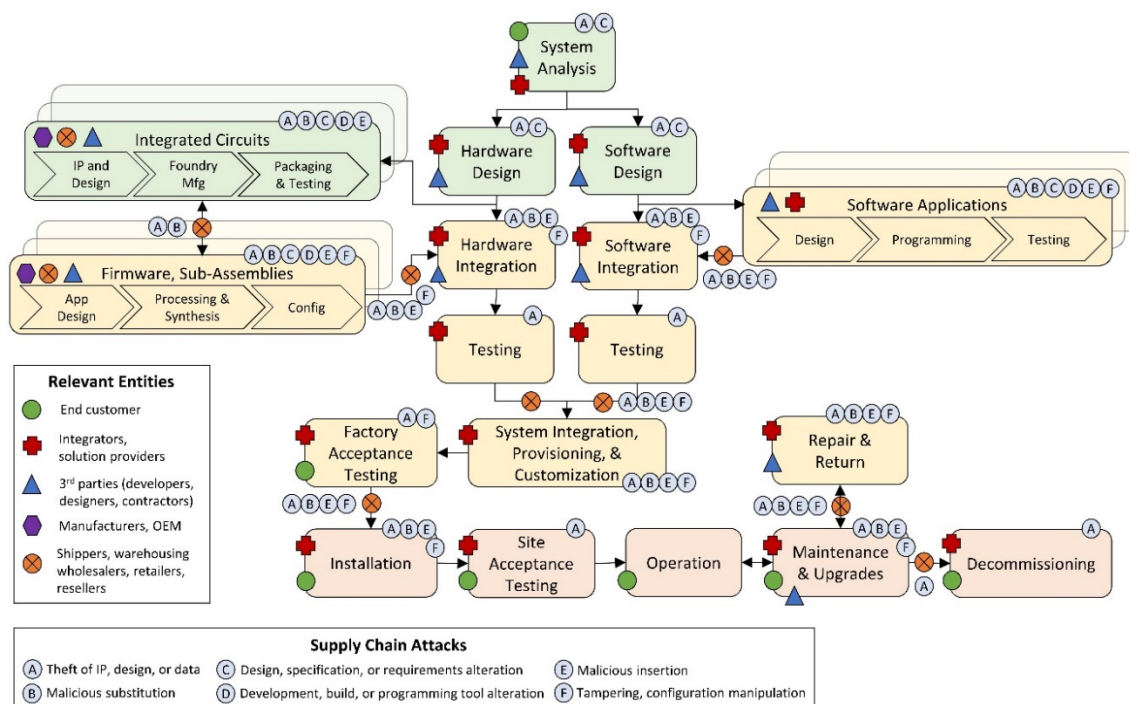 A C
System
Analysis
A B C D E
Integrated Circuits
IP and
Design
Foundry
Mfg
Packaging
& Testing
A C
Hardware
Design
A C
Software
Design
A B C D E F
Software Applications
Design
Programming
Testing
A B
A B C D E F
Firmware, Sub-Assemblies
App
Design
Processing &
Synthesis
Config
A B E F
A B E
F
Hardware
Integration
A B E
F
Software
Integration
A B E F
A
Testing
A
Testing
A B E F
Relevant Entities
End customer
Integrators,
solution providers
3rd parties (developers,
designers, contractors)
Manufacturers, OEM
Shippers, warehousing
wholesalers, retailers,
resellers
A F
Factory
Acceptance
Testing
System Integration,
Provisioning, &
Customization
A B E F
A B E F
Repair &
Return
A B E F
A B E F
A B E
F
Installation
A
Site
Acceptance
Testing
Operation
A B E
F
Maintenance
& Upgrades
A
A
Decommissioning
Supply Chain Attacks
A Theft of IP, design, or data
C Design, specification, or requirements alteration
E Malicious insertion
B Malicious substitution
D Development, build, or programming tool alteration
F Tampering, configuration manipulation